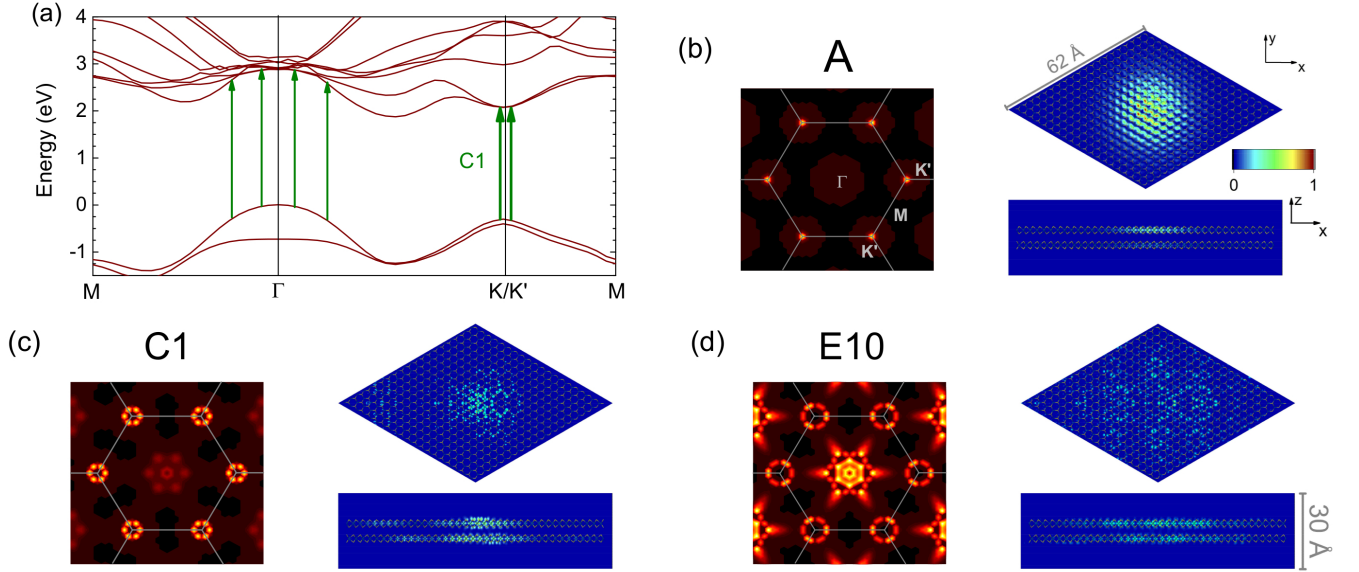 (a)
4
3
2
1
0
-1
Energy (eV)
C1
M
Γ
K/K'
M
(b)
A
Γ
K'
M
K'
62 Å
y
x
0
1
z
x
(c)
C1
(d)
E10
30 Å